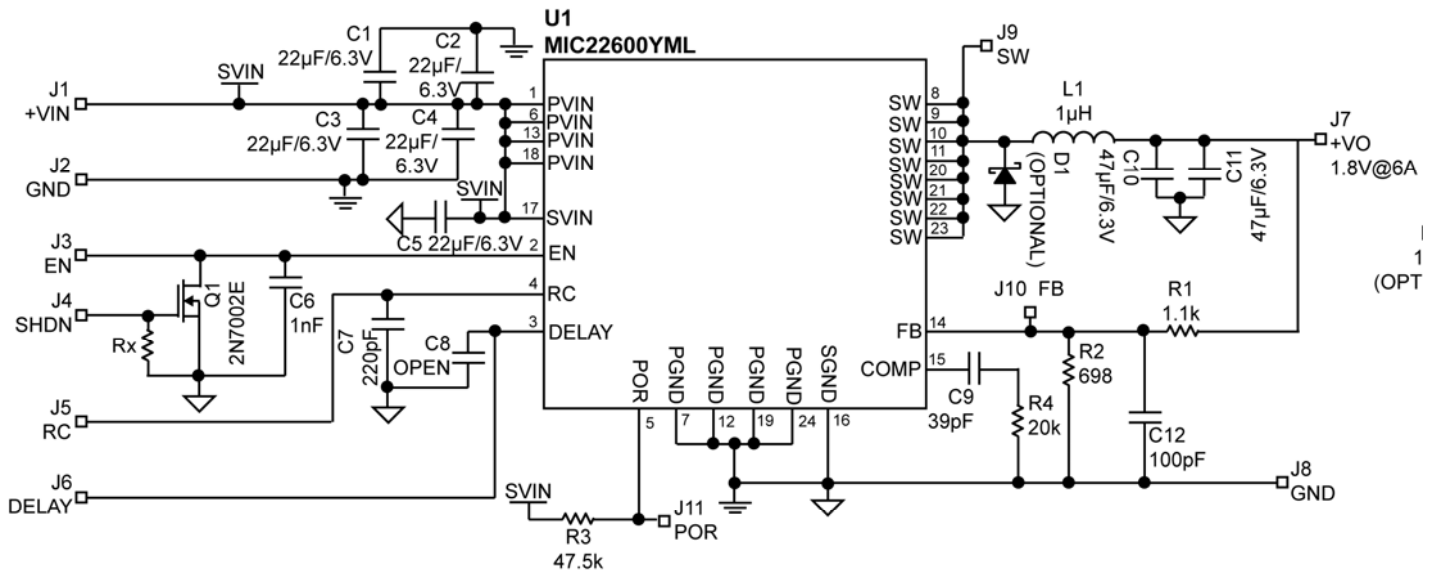 U1
MIC22600YML
C1
22µF/6.3V
C2
22µF/
6.3V
SVIN
J1
+VIN
C3
22µF/6.3V
C4
22µF/
6.3V
J2
GND
SVIN
C5 22µF/6.3V
J3
EN
J4
SHDN
Rx
Q1
2N7002E
C6
1nF
C7
220pF
C8
OPEN
J5
RC
J6
DELAY
1 PVIN
6 PVIN
13 PVIN
18 PVIN
17 SVIN
2 EN
4 RC
3 DELAY
SW 8
SW 9
SW 10
SW 11
SW 20
SW 21
SW 22
SW 23
FB 14
COMP 15
POR
PGND
PGND
PGND
PGND
SGND
5 7 12 19 24 16
J9
SW
L1
1µH
D1
(OPTIONAL)
C10
47µF/6.3V
C11
47µF/6.3V
J7
+VO
1.8V@6A
1
(OPT
J10 FB
R1
1.1k
R2
698
C9
39pF
R4
20k
C12
100pF
J8
GND
SVIN
R3
47.5k
J11
POR